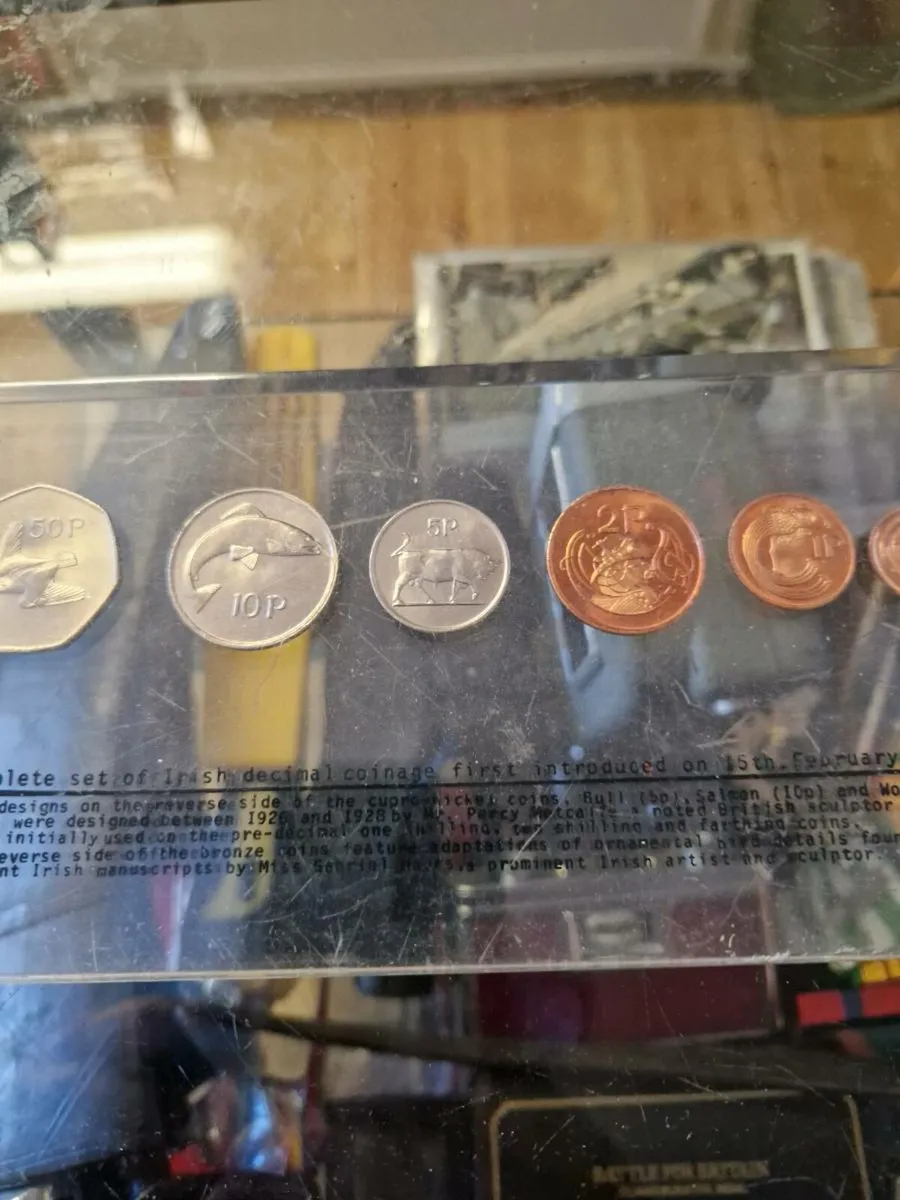 50P
10P
5P
2P
plete set of Irish decimal coinage first introduced on 15th.February
designs on the reverse side of the cupro-nickel coins, Bull (5p), Salmon (10p) and Wo
were designed between 1926 and 1928 by Mr. Percy Metcalfe a noted British sculptor
initially used on the pre-decimal one shilling, two shilling and farthing coins.
everse side of the bronze coins feature adaptations of ornamental bird details foun
nt Irish manuscripts by Miss Gabriel Hayes, a prominent Irish artist and sculptor.
BATTLE FOR BRITAIN